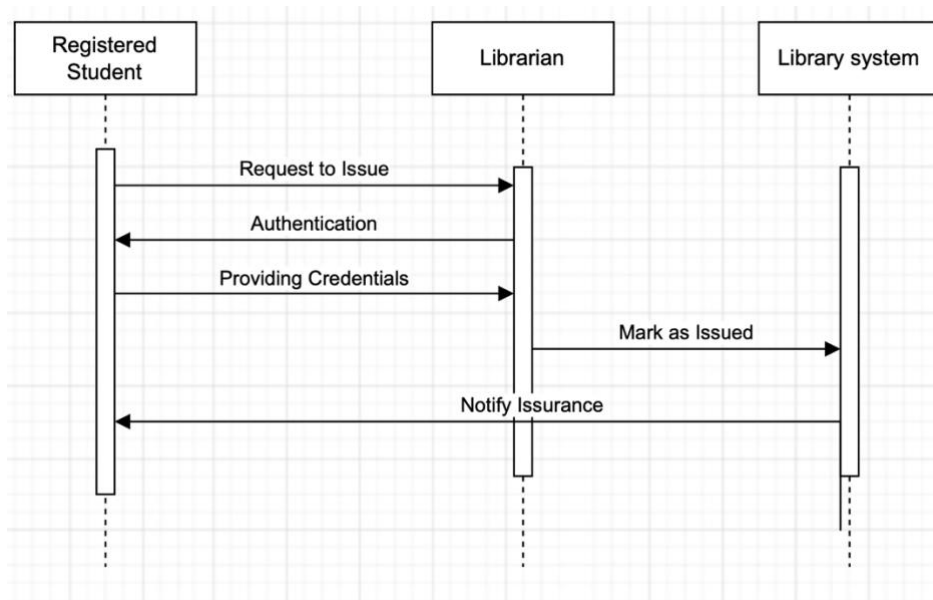 Registered
Student
Librarian
Library system
Request to Issue
Authentication
Providing Credentials
Mark as Issued
Notify Issurance